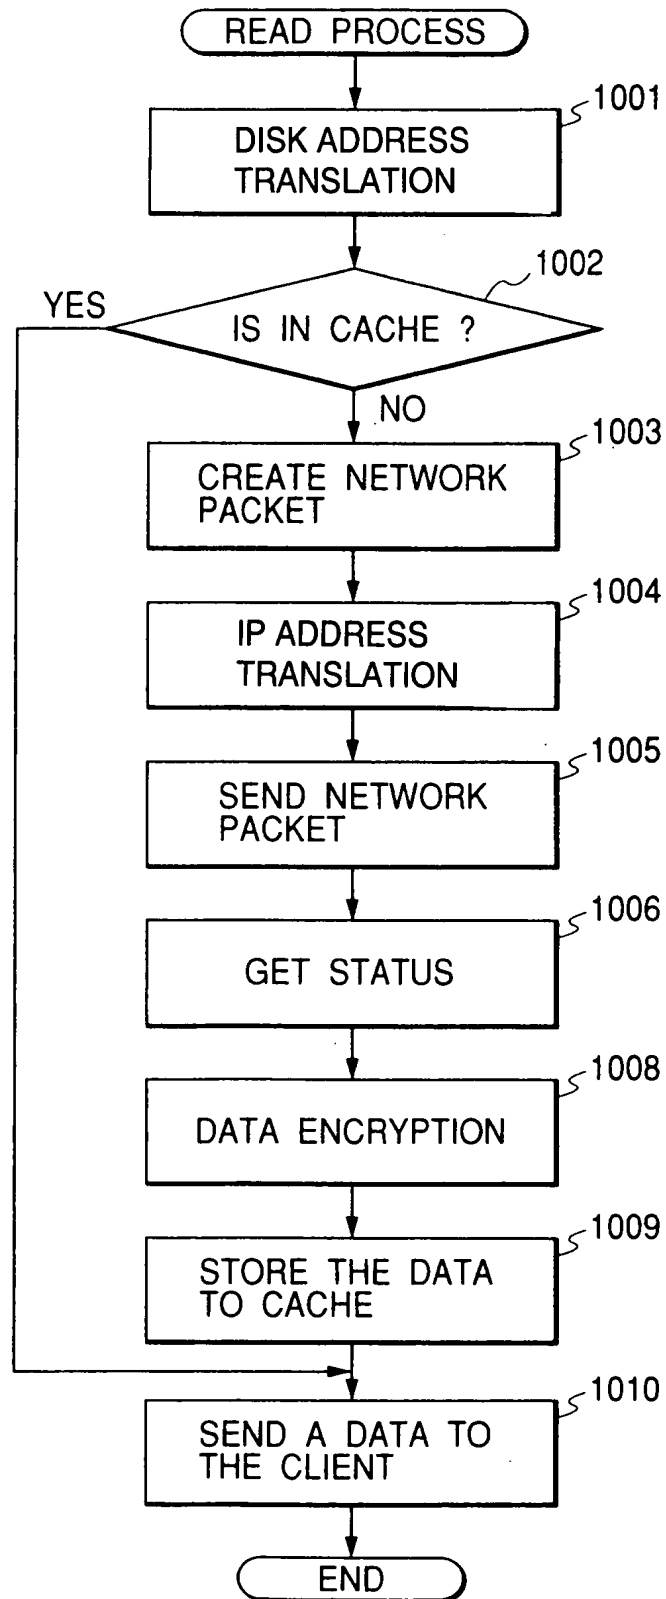 READ PROCESS
1001
DISK ADDRESS
TRANSLATION
1002
YES
IS IN CACHE ?
NO
1003
CREATE NETWORK
PACKET
1004
IP ADDRESS
TRANSLATION
1005
SEND NETWORK
PACKET
1006
GET STATUS
1008
DATA ENCRYPTION
1009
STORE THE DATA
TO CACHE
1010
SEND A DATA TO
THE CLIENT
END